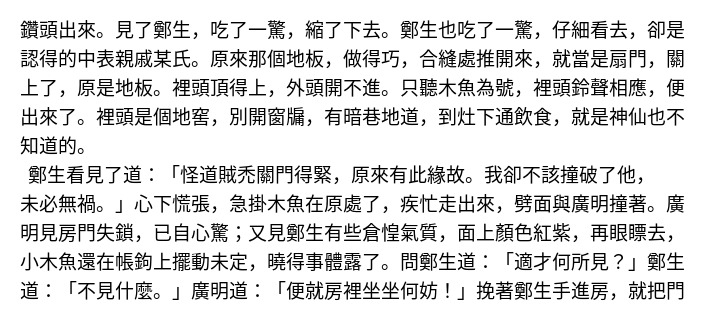 鑽頭出來。見了鄭生，吃了一驚，縮了下去。鄭生也吃了一驚，仔細看去，卻是
認得的中表親戚某氏。原來那個地板，做得巧，合縫處推開來，就當是扇門，關
上了，原是地板。裡頭頂得上，外頭開不進。只聽木魚為號，裡頭鈴聲相應，便
出來了。裡頭是個地窖，別開窗牖，有暗巷地道，到灶下通飲食，就是神仙也不
知道的。
鄭生看見了道：「怪道賊禿關門得緊，原來有此緣故。我卻不該撞破了他，
未必無禍。」心下慌張，急掛木魚在原處了，疾忙走出來，劈面與廣明撞著。廣
明見房門失鎖，已自心驚；又見鄭生有些倉惶氣質，面上顏色紅紫，再眼瞟去，
小木魚還在帳鉤上擺動未定，曉得事體露了。問鄭生道：「適才何所見？」鄭生
道：「不見什麼。」廣明道：「便就房裡坐坐何妨！」挽著鄭生手進房，就把門